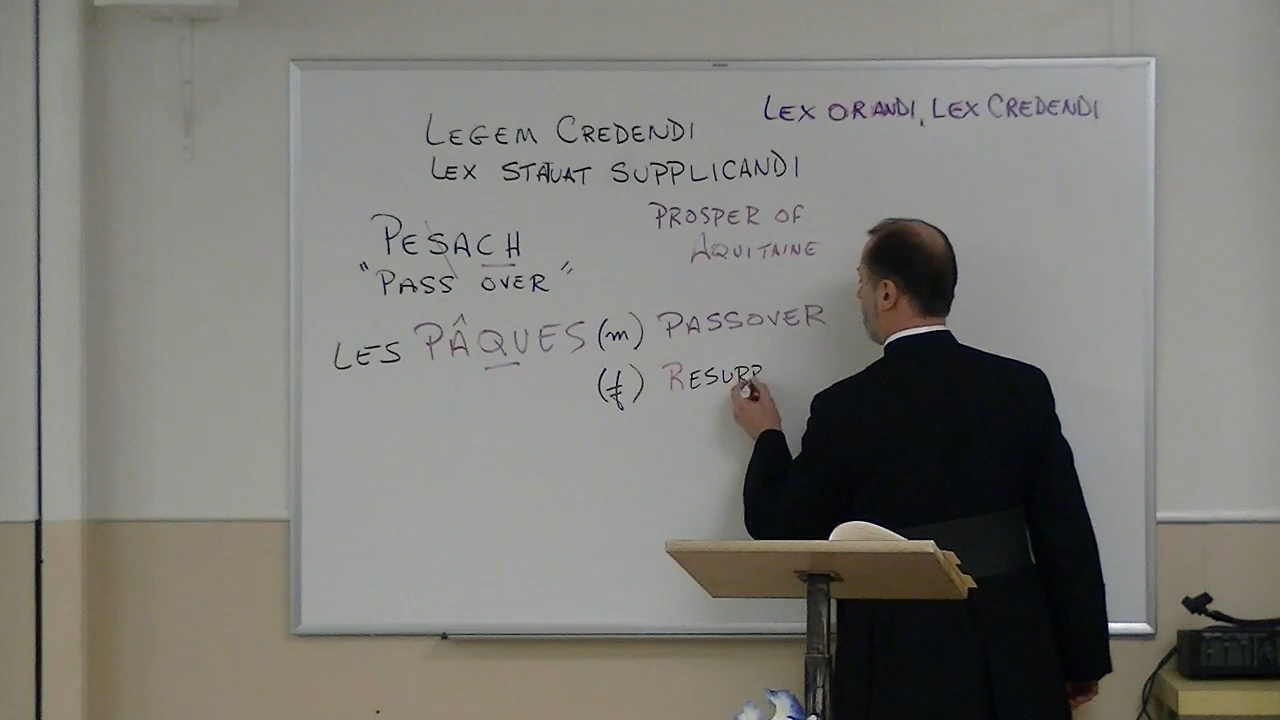 LEX ORANDI, LEX CREDENDI
LEGEM CREDENDI
LEX STATUAT SUPPLICANDI
PROSPER OF
AQUITAINE
PESACH
"PASS OVER"
LES PÂQUES (m) PASSOVER
(f) RESURR